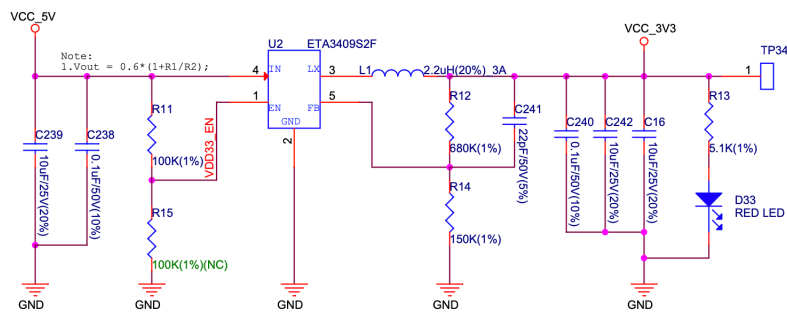 VCC_5V
VCC_3V3
Note:
1.Vout = 0.6*(1+R1/R2);
U2 ETA3409S2F
TP34
4 IN LX 3
L1 2.2uH(20%)_3A
1
1 EN FB 5
GND
2
R11
100K(1%)
VDD33_EN
R12
680K(1%)
C241
22pF/50V(5%)
R13
5.1K(1%)
C239
10uF/25V(20%)
C238
0.1uF/50V(10%)
C240
0.1uF/50V(10%)
C242
10uF/25V(20%)
C16
10uF/25V(20%)
R15
100K(1%)(NC)
R14
150K(1%)
D33
RED LED
GND
GND
GND
GND
GND